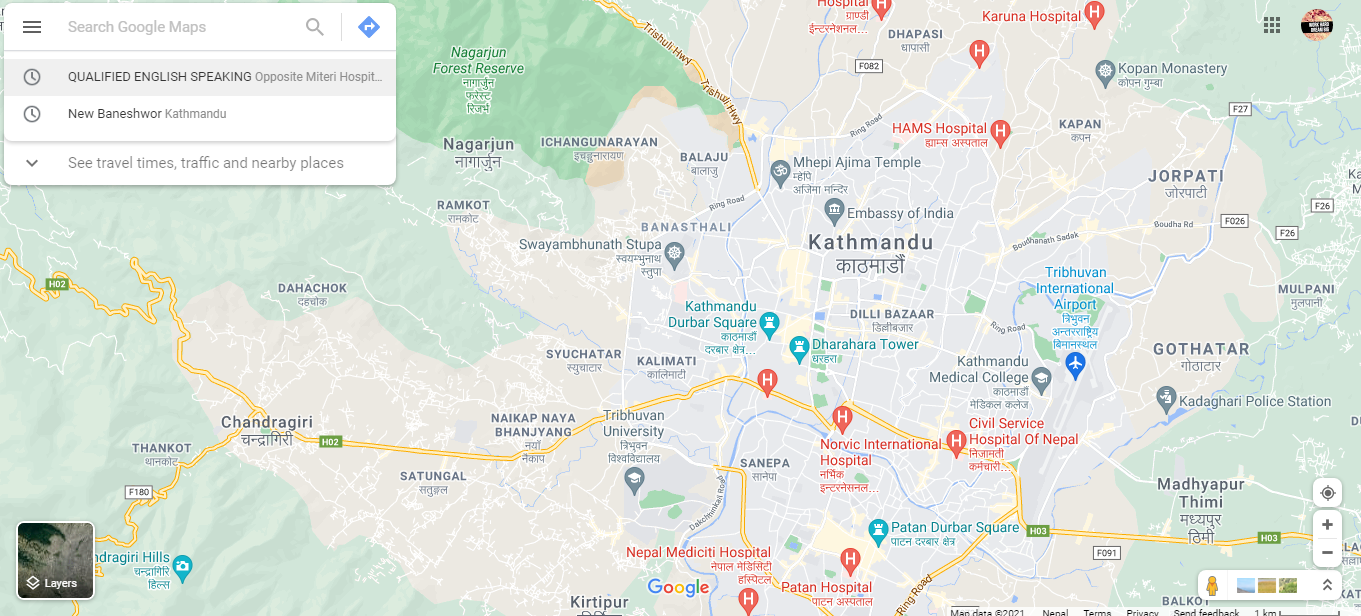 Search Google Maps
QUALIFIED ENGLISH SPEAKING Opposite Miteri Hospit...
New Baneshwor Kathmandu
See travel times, traffic and nearby places
Hospital
ग्राण्डी
ईन्टरनेशनल...
Karuna Hospital
DHAPASI
धापासी
Trishuli Hwy
Trishuli Hwy
Nagarjun
Forest Reserve
नागार्जुन
फरेस्ट
रिजर्भ
F082
Kopan Monastery
कोपन गुम्बा
F27
Ring Road
HAMS Hospital
ह्याम्स अस्पताल
KAPAN
कपन
Nagarjun
नागार्जुन
ICHANGUNARAYAN
इचङ्गुनारायण
BALAJU
बालाजु
Mhepi Ajima Temple
म्हेपि
अजिमा मन्दिर
JORPATI
जोरपाटी
RAMKOT
रामकोट
Ring Road
Embassy of India
F26
F026
Boudha Rd
F26
BANASTHALI
Swayambhunath Stupa
स्वयम्भुनाथ
स्तुपा
Kathmandu
काठमाडौं
Boudhanath Sadak
Tribhuvan
International
Airport
त्रिभुवन
अन्तरराष्ट्रिय
बिमानस्थल
H02
DAHACHOK
दहचोक
MULPANI
मुलपानी
Kathmandu
Durbar Square
काठमाडौं
दरबार क्षेत्र...
DILLI BAZAAR
डिल्लीबजार
Ring Road
Dharahara Tower
धरहरा
SYUCHATAR
स्युचाटार
KALIMATI
कालिमाटी
GOTHATAR
गोठाटार
Kathmandu
Medical College
काठमाडौं
मेडिकल कलेज
Kadaghari Police Station
Chandragiri
चन्द्रागिरी
H02
NAIKAP NAYA
BHANJYANG
नयाँ
नैकाप
Tribhuvan
University
त्रिभुवन
विश्वविद्यालय
Norvic International
Hospital
नर्भिक
इन्टरनेसनल...
Civil Service
Hospital Of Nepal
निजामती
कर्मचारी...
THANKOT
थानकोट
SATUNGAL
सतुङ्गल
SANEPA
सानेपा
F180
Madhyapur
Thimi
मध्यपुर
ठिमी
Dakchhinkali Road
Patan Durbar Square
पाटन दरबार क्षेत्र
H03
H03
F091
Nepal Mediciti Hospital
नेपाल मेडिसिटी
हस्पिटल
Patan Hospital
पाटन अस्पताल
Ring Road
Layers
ndragiri Hills
चन्द्रागिरि
हिल्स
Google
Kirtipur
BALKOT
Map data ©2021 Nepal Terms Privacy Send feedback 1 km